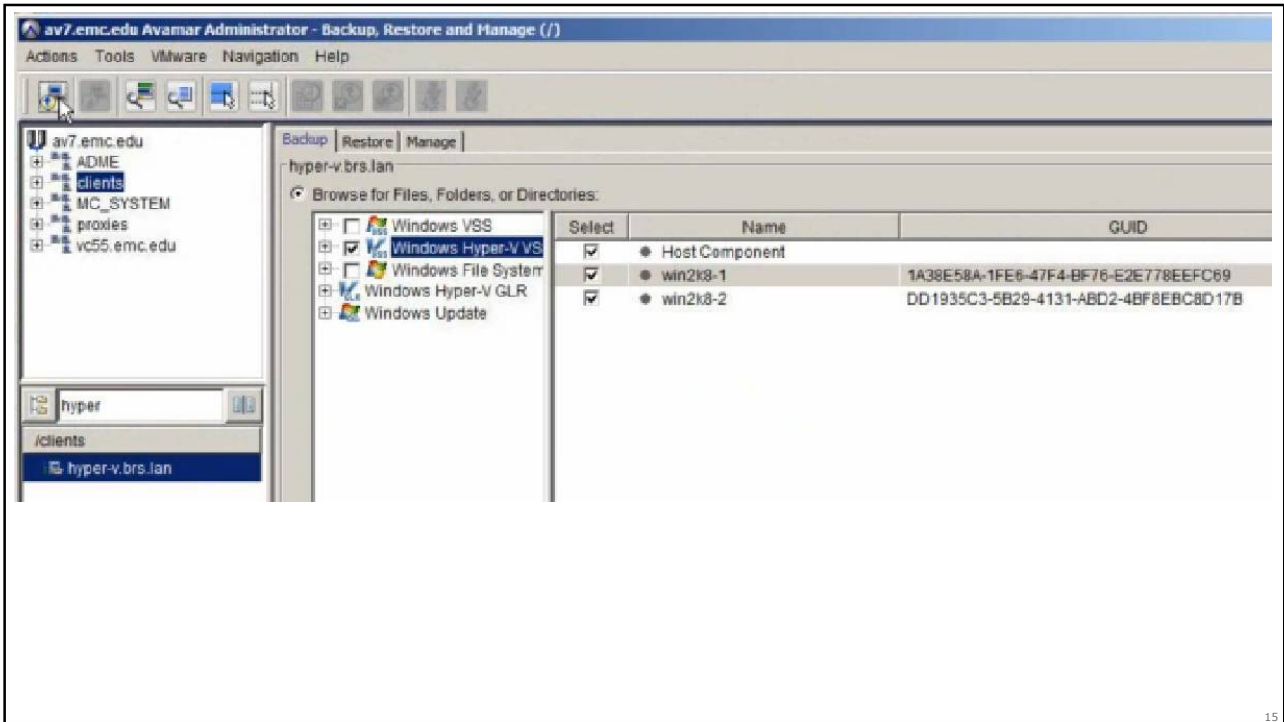 av7.emc.edu Avamar Administrator - Backup, Restore and Manage (/)
Actions Tools VMware Navigation Help
av7.emc.edu
ADME
clients
MC_SYSTEM
proxies
vc55.emc.edu
hyper
/clients
hyper-v.brs.lan
Backup Restore Manage
hyper-v.brs.lan
Browse for Files, Folders, or Directories:
Windows VSS
Windows Hyper-V VS
Windows File System
Windows Hyper-V GLR
Windows Update
Select Name GUID
Host Component
win2k8-1 1A38E58A-1FE6-47F4-BF76-E2E778EEFC69
win2k8-2 DD1935C3-5B29-4131-ABD2-4BF8EBC8D17B
15